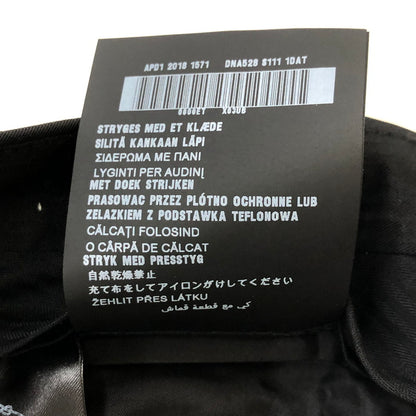 APD1 2018 1571 DNA528 S111 1DAT
STRYGES MED ET KLÆDE
SILITÄ KANKAAN LÄPI
ΣΙΔΕΡΩΜΑ ΜΕ ΠΑΝΙ
LYGINTI PER AUDINĮ
MET DOEK STRIJKEN
PRASOWAC PRZEZ PLÓTNO OCHRONNE LUB
ZELAZKIEM Z PODSTAWKA TEFLONOWA
CĂLCAŢI FOLOSIND
O CÂRPĂ DE CĂLCAT
STRYK MED PRESSTYG
自然乾燥禁止
充て布をしてアイロンがけしてください
ŽEHLIT PŘES LÁTKU
كي مع قطعة قماش